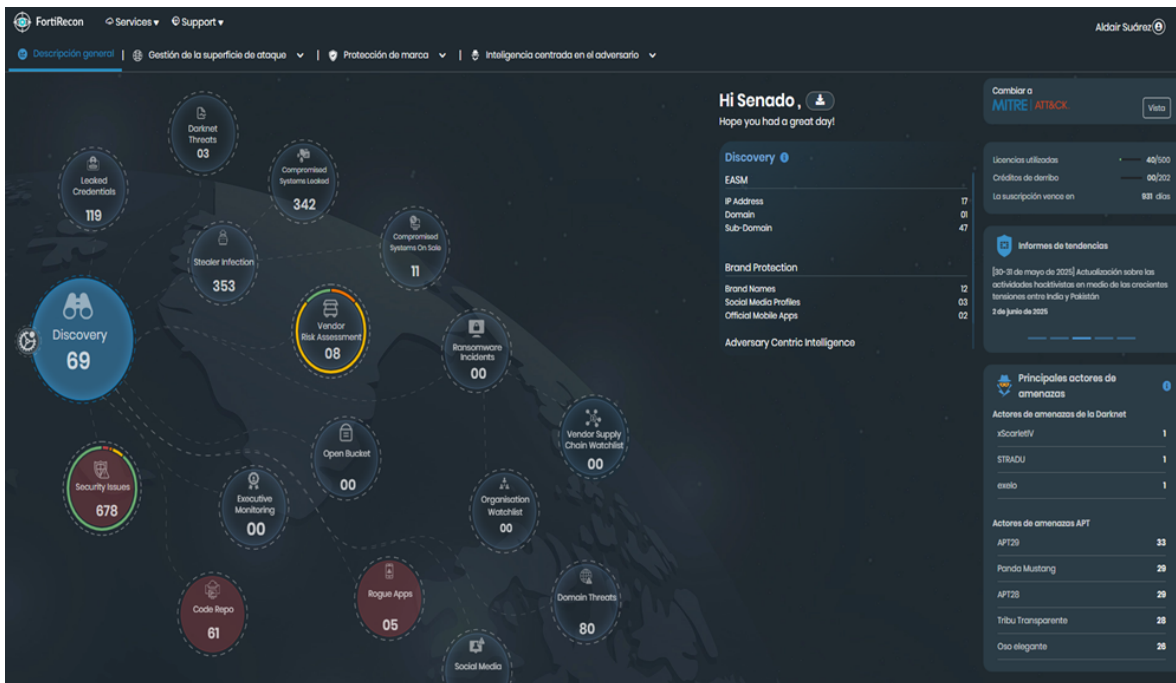 FortiRecon
Services ▾
Support ▾
Aldair Suárez
Descripción general
Gestión de la superficie de ataque
Protección de marca
Inteligencia centrada en el adversario
Darknet
Threats
03
Leaked
Credentials
119
Compromised
Systems Leaked
342
Compromised
Systems On Sale
11
Stealer Infection
353
Discovery
69
Vendor
Risk Assessment
08
Ransomware
Incidents
00
Vendor Supply
Chain Watchlist
00
Open Bucket
00
Security Issues
678
Executive
Monitoring
00
Organisation
Watchlist
00
Code Repo
61
Rogue Apps
05
Domain Threats
80
Social Media
Hi Senado ,
Hope you had a great day!
Discovery
EASM
IP Address 17
Domain 01
Sub-Domain 47
Brand Protection
Brand Names 12
Social Media Profiles 03
Official Mobile Apps 02
Adversary Centric Intelligence
Cambiar a
MITRE | ATT&CK
Vista
Licencias utilizadas 40/500
Créditos de derribo 00/202
La suscripción vence en 931 días
Informes de tendencias
[30-31 de mayo de 2025] Actualización sobre las
actividades hacktivistas en medio de las crecientes
tensiones entre India y Pakistán
2 de junio de 2025
Principales actores de
amenazas
Actores de amenazas de la Darknet
xScarletIV 1
STRADU 1
exelo 1
Actores de amenazas APT
APT29 33
Panda Mustang 29
APT28 29
Tribu Transparente 28
Oso elegante 26